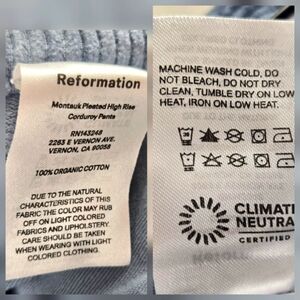 Reformation
Montauk Pleated High Rise
Corduroy Pants
RN143248
2263 E VERNON AVE.
VERNON, CA 90058
100% ORGANIC COTTON
DUE TO THE NATURAL
CHARACTERISTICS OF THIS
FABRIC THE COLOR MAY RUB
OFF ON LIGHT COLORED
FABRICS AND UPHOLSTERY.
CARE SHOULD BE TAKEN
WHEN WEARING WITH LIGHT
COLORED CLOTHING.
MACHINE WASH COLD, DO
NOT BLEACH, DO NOT DRY
CLEAN, TUMBLE DRY ON LOW
HEAT, IRON ON LOW HEAT.
CLIMATE
NEUTRA
CERTIFIED